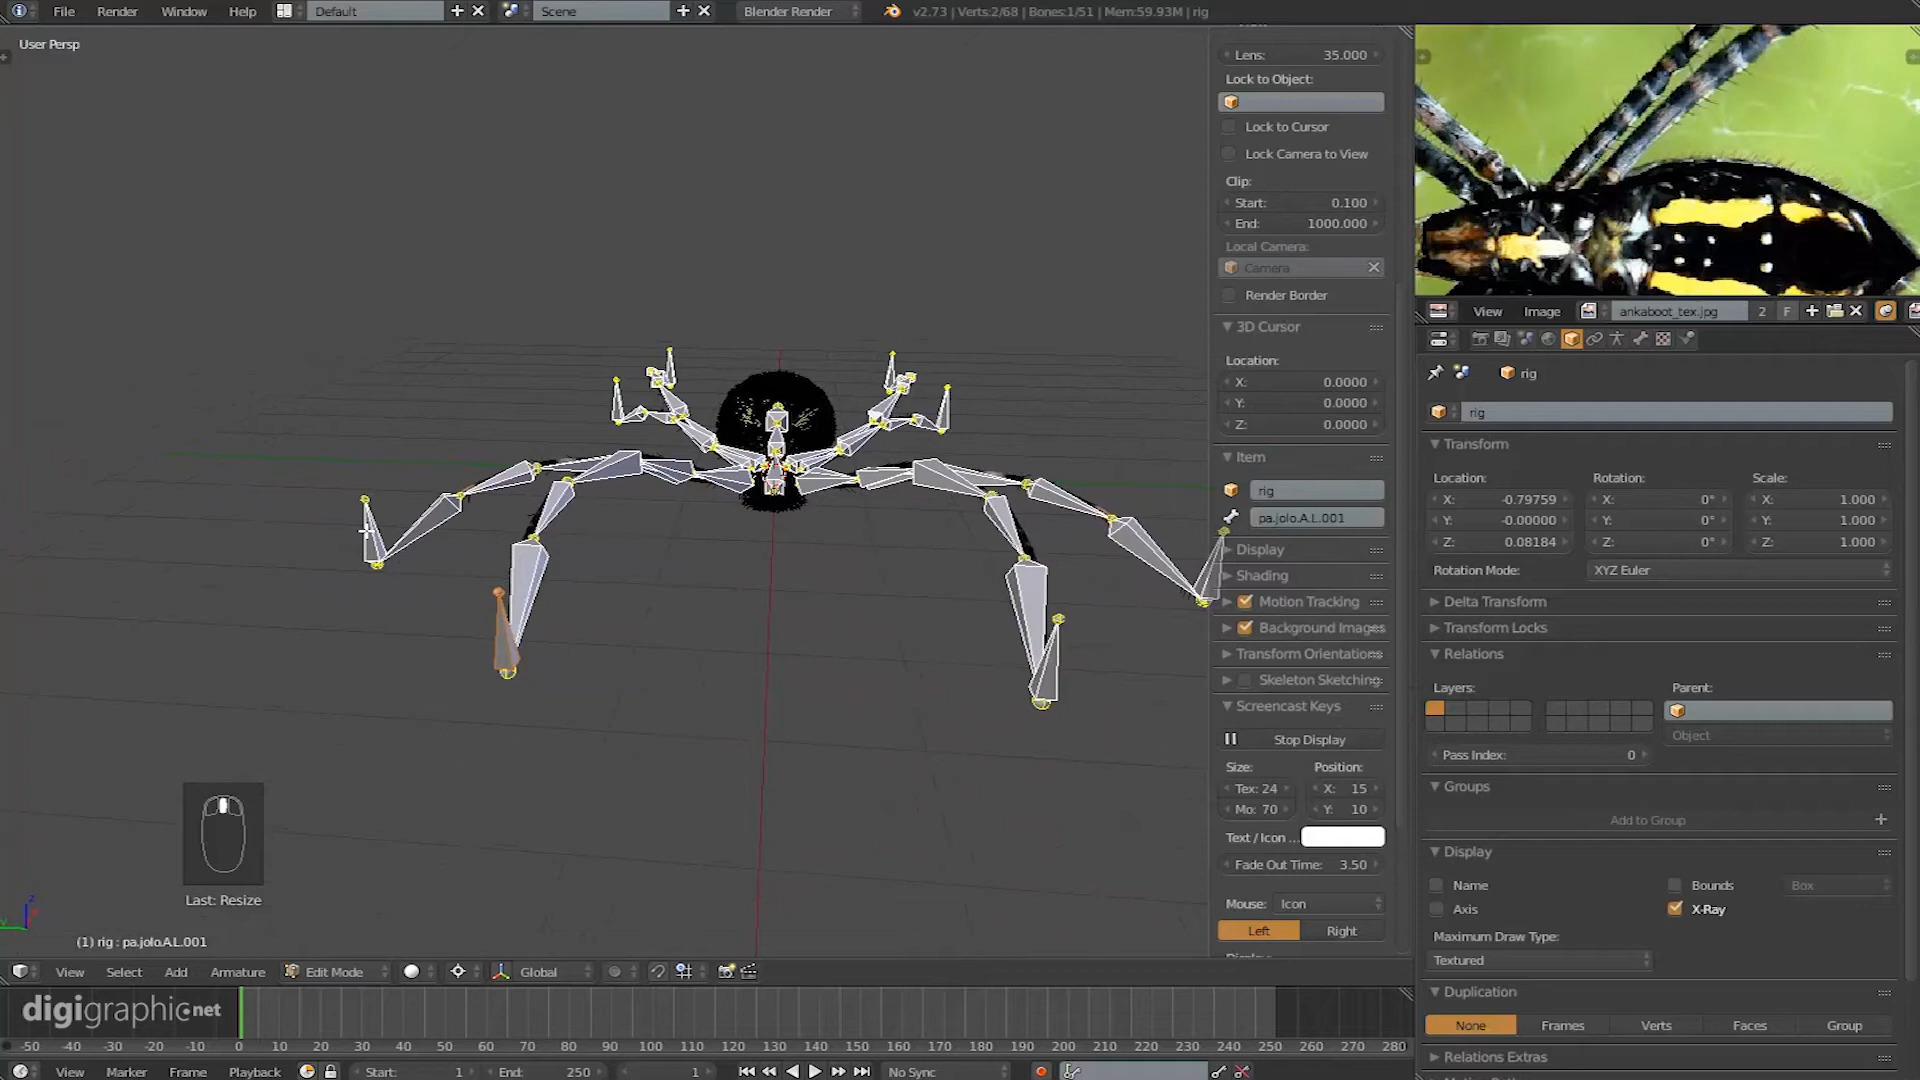 File Render Window Help Default Scene Blender Render v2.73 | Verts:2/68 | Bones:1/51 | Mem:59.93M | rig
User Persp
Lens: 35.000
Lock to Object:
Lock to Cursor
Lock Camera to View
Clip:
Start: 0.100
End: 1000.000
Local Camera:
Camera
Render Border
3D Cursor
Location:
X: 0.0000
Y: 0.0000
Z: 0.0000
Item
rig
pa.jolo.A.L.001
Display
Shading
Motion Tracking
Background Images
Transform Orientations
Skeleton Sketching
Screencast Keys
Stop Display
Size: Position:
Tex: 24 X: 15
Mo: 70 Y: 10
Text / Icon ...
Fade Out Time: 3.50
Mouse: Icon
Left Right
View Image ankaboot_tex.jpg 2 F
rig
rig
Transform
Location: Rotation: Scale:
X: -0.79759 X: 0° X: 1.000
Y: -0.00000 Y: 0° Y: 1.000
Z: 0.08184 Z: 0° Z: 1.000
Rotation Mode: XYZ Euler
Delta Transform
Transform Locks
Relations
Layers: Parent:
Object
Pass Index: 0
Groups
Add to Group
Display
Name Bounds Box
Axis X-Ray
Maximum Draw Type:
Textured
Duplication
None Frames Verts Faces Group
Relations Extras
Last: Resize
(1) rig : pa.jolo.A.L.001
View Select Add Armature Edit Mode Global
digigraphic.net
-50 -40 -30 -20 -10 0 10 20 30 40 50 60 70 80 90 100 110 120 130 140 150 160 170 180 190 200 210 220 230 240 250 260 270 280
View Marker Frame Playback Start: 1 End: 250 1 No Sync